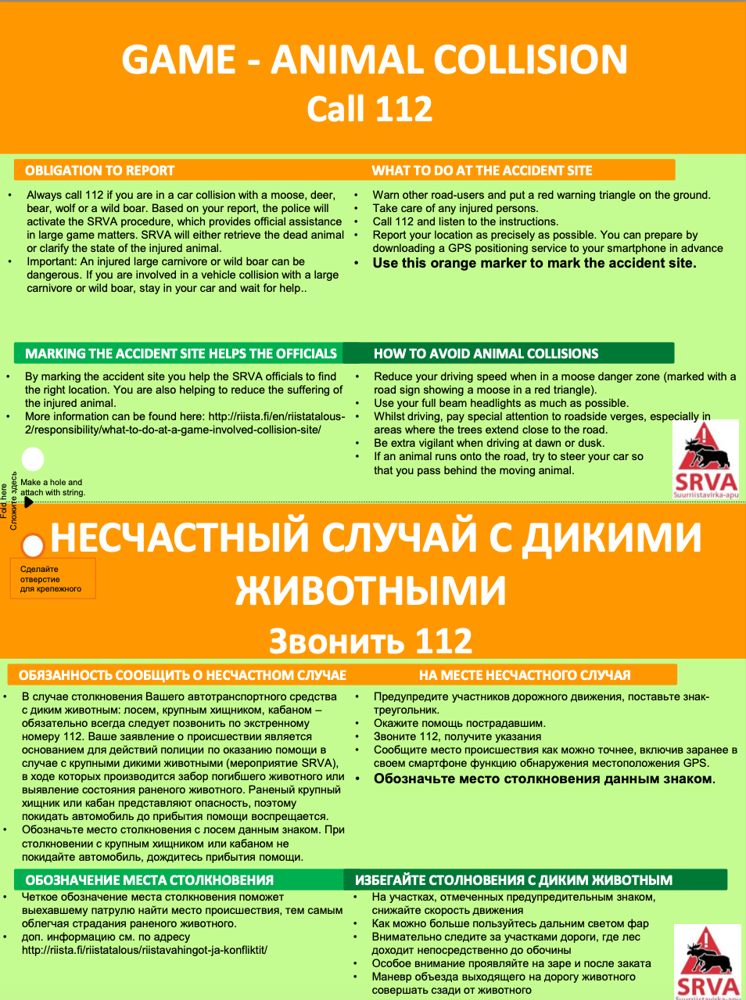 GAME - ANIMAL COLLISION
Call 112
OBLIGATION TO REPORT
• Always call 112 if you are in a car collision with a moose, deer,
bear, wolf or a wild boar. Based on your report, the police will
activate the SRVA procedure, which provides official assistance
in large game matters. SRVA will either retrieve the dead animal
or clarify the state of the injured animal.
• Important: An injured large carnivore or wild boar can be
dangerous. If you are involved in a vehicle collision with a large
carnivore or wild boar, stay in your car and wait for help..
WHAT TO DO AT THE ACCIDENT SITE
• Warn other road-users and put a red warning triangle on the ground.
• Take care of any injured persons.
• Call 112 and listen to the instructions.
• Report your location as precisely as possible. You can prepare by
downloading a GPS positioning service to your smartphone in advance
• Use this orange marker to mark the accident site.
MARKING THE ACCIDENT SITE HELPS THE OFFICIALS
• By marking the accident site you help the SRVA officials to find
the right location. You are also helping to reduce the suffering of
the injured animal.
• More information can be found here: http://riista.fi/en/riistatalous-
2/responsibility/what-to-do-at-a-game-involved-collision-site/
HOW TO AVOID ANIMAL COLLISIONS
• Reduce your driving speed when in a moose danger zone (marked with a
road sign showing a moose in a red triangle).
• Use your full beam headlights as much as possible.
• Whilst driving, pay special attention to roadside verges, especially in
areas where the trees extend close to the road.
• Be extra vigilant when driving at dawn or dusk.
• If an animal runs onto the road, try to steer your car so
that you pass behind the moving animal.
SRVA
Suurriistavirka-apu
Make a hole and
attach with string.
Fold here
Сложите здесь
НЕСЧАСТНЫЙ СЛУЧАЙ С ДИКИМИ
ЖИВОТНЫМИ
Звонить 112
Сделайте
отверстие
для крепежного
ОБЯЗАННОСТЬ СООБЩИТЬ О НЕСЧАСТНОМ СЛУЧАЕ
• В случае столкновения Вашего автотранспортного средства
с диким животным: лосем, крупным хищником, кабаном –
обязательно всегда следует позвонить по экстренному
номеру 112. Ваше заявление о происшествии является
основанием для действий полиции по оказанию помощи в
случае с крупными дикими животными (мероприятие SRVA),
в ходе которых производится забор погибшего животного или
выявление состояния раненого животного. Раненый крупный
хищник или кабан представляют опасность, поэтому
покидать автомобиль до прибытия помощи воспрещается.
• Обозначьте место столкновения с лосем данным знаком. При
столкновении с крупным хищником или кабаном не
покидайте автомобиль, дождитесь прибытия помощи.
НА МЕСТЕ НЕСЧАСТНОГО СЛУЧАЯ
• Предупредите участников дорожного движения, поставьте знак-
треугольник.
• Окажите помощь пострадавшим.
• Звоните 112, получите указания
• Сообщите место происшествия как можно точнее, включив заранее в
своем смартфоне функцию обнаружения местоположения GPS.
• Обозначьте место столкновения данным знаком.
ОБОЗНАЧЕНИЕ МЕСТА СТОЛКНОВЕНИЯ
• Четкое обозначение места столкновения поможет
выехавшему патрулю найти место происшествия, тем самым
облегчая страдания раненого животного.
• доп. информацию см. по адресу
http://riista.fi/riistatalous/riistavahingot-ja-konfliktit/
ИЗБЕГАЙТЕ СТОЛНОВЕНИЯ С ДИКИМ ЖИВОТНЫМ
• На участках, отмеченных предупредительным знаком,
снижайте скорость движения
• Как можно больше пользуйтесь дальним светом фар
• Внимательно следите за участками дороги, где лес
доходит непосредственно до обочины
• Особое внимание проявляйте на заре и после заката
• Маневр объезда выходящего на дорогу животного
совершать сзади от животного
SRVA
Suurriistavirka-apu